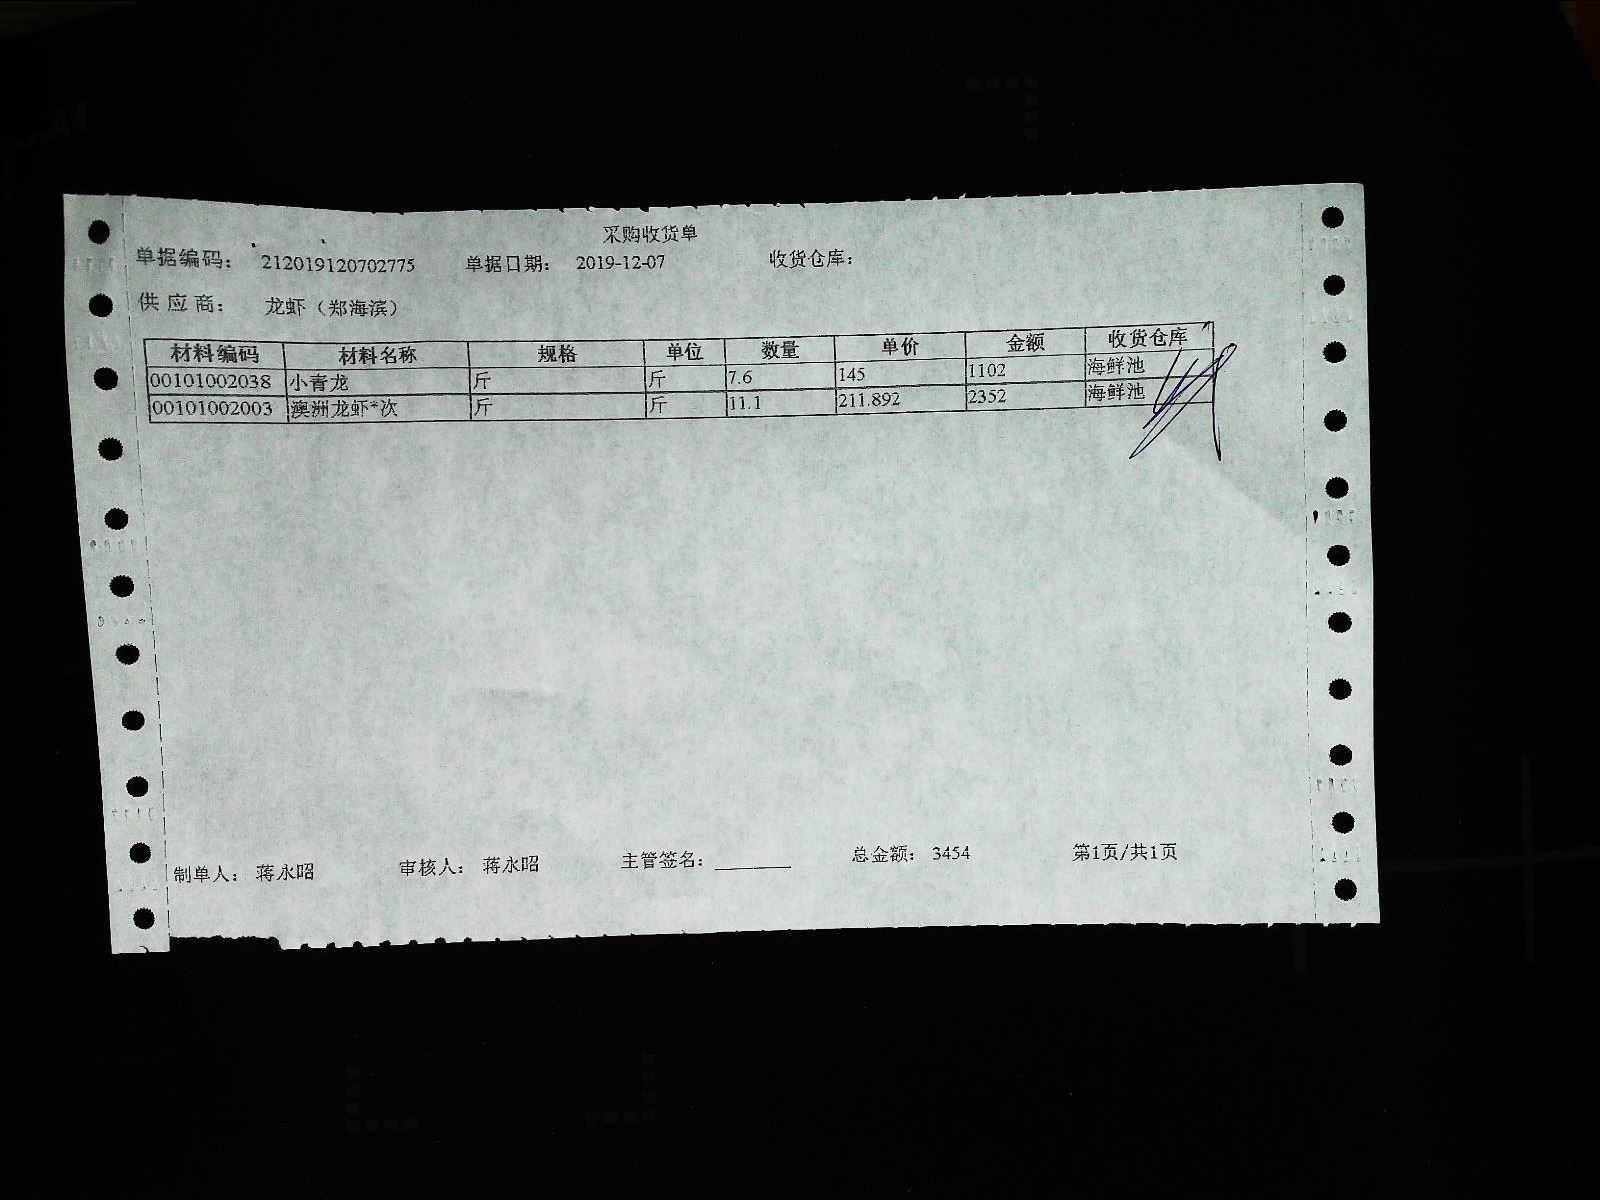 采购收货单
单据编码： 212019120702775 单据日期： 2019-12-07 收货仓库：
供应商： 龙虾（郑海滨）
材料编码 材料名称 规格 单位 数量 单价 金额 收货仓库
00101002038 小青龙 斤 斤 7.6 145 1102 海鲜池
00101002003 澳洲龙虾*次 斤 斤 11.1 211.892 2352 海鲜池
制单人： 蒋永昭 审核人： 蒋永昭 主管签名： 总金额： 3454 第1页/共1页